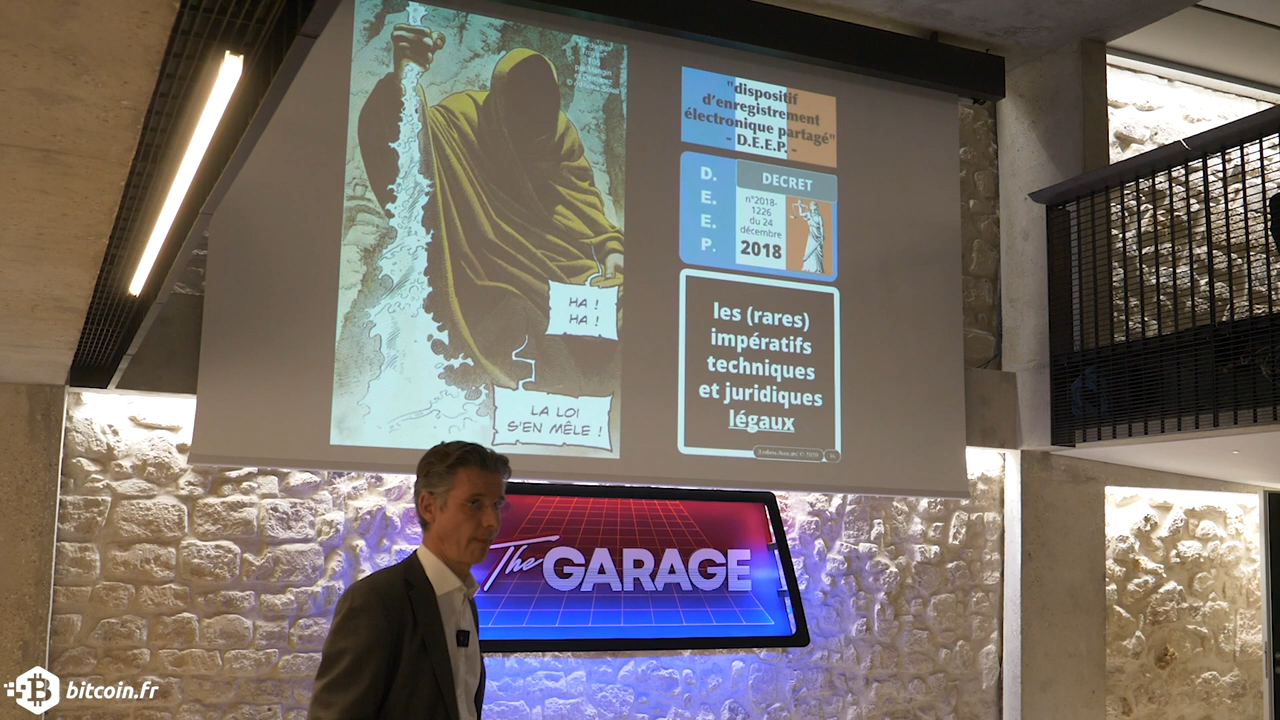 "dispositif
d'enregistrement
électronique partagé"
- D.E.E.P. -
D.
E.
E.
P.
DECRET
n°2018-
1226
du 24
décembre
2018
HA !
HA !
LA LOI
S'EN MÊLE !
les (rares)
impératifs
techniques
et juridiques
légaux
The GARAGE
bitcoin.fr